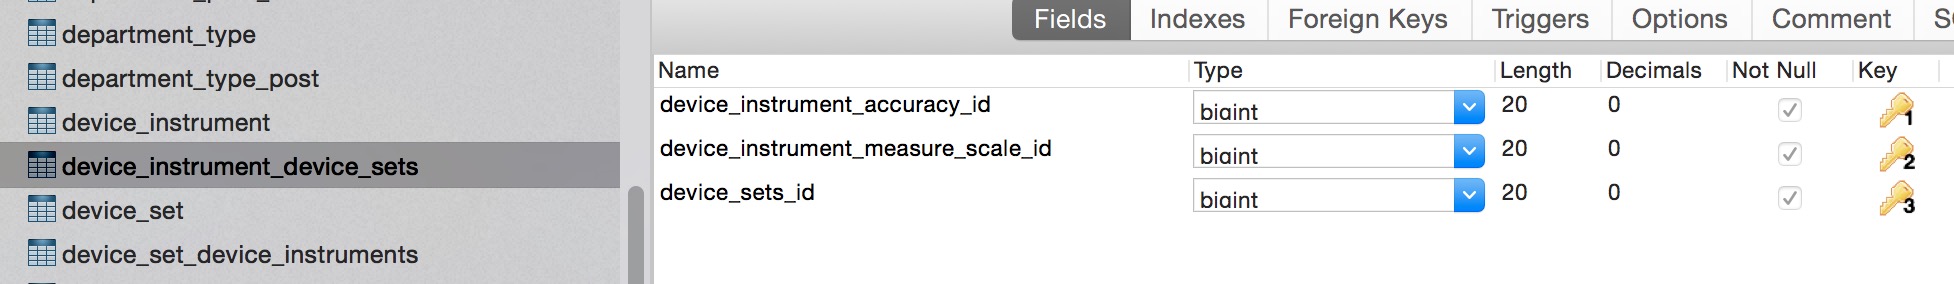 department_type
department_type_post
device_instrument
device_instrument_device_sets
device_set
device_set_device_instruments
Fields Indexes Foreign Keys Triggers Options Comment
Name Type Length Decimals Not Null Key
device_instrument_accuracy_id bigint 20 0 1
device_instrument_measure_scale_id bigint 20 0 2
device_sets_id bigint 20 0 3